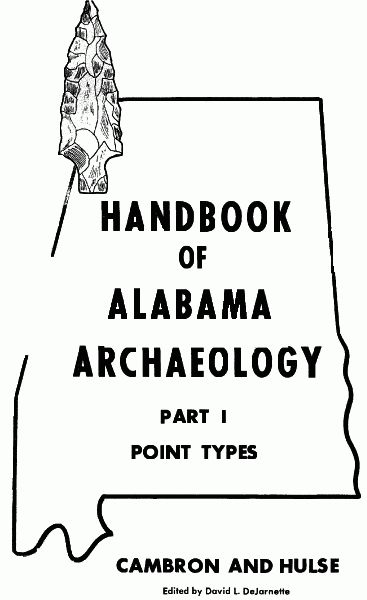 HANDBOOK
OF
ALABAMA
ARCHAEOLOGY
PART I
POINT TYPES
CAMBRON AND HULSE
Edited by David L. DeJarnette